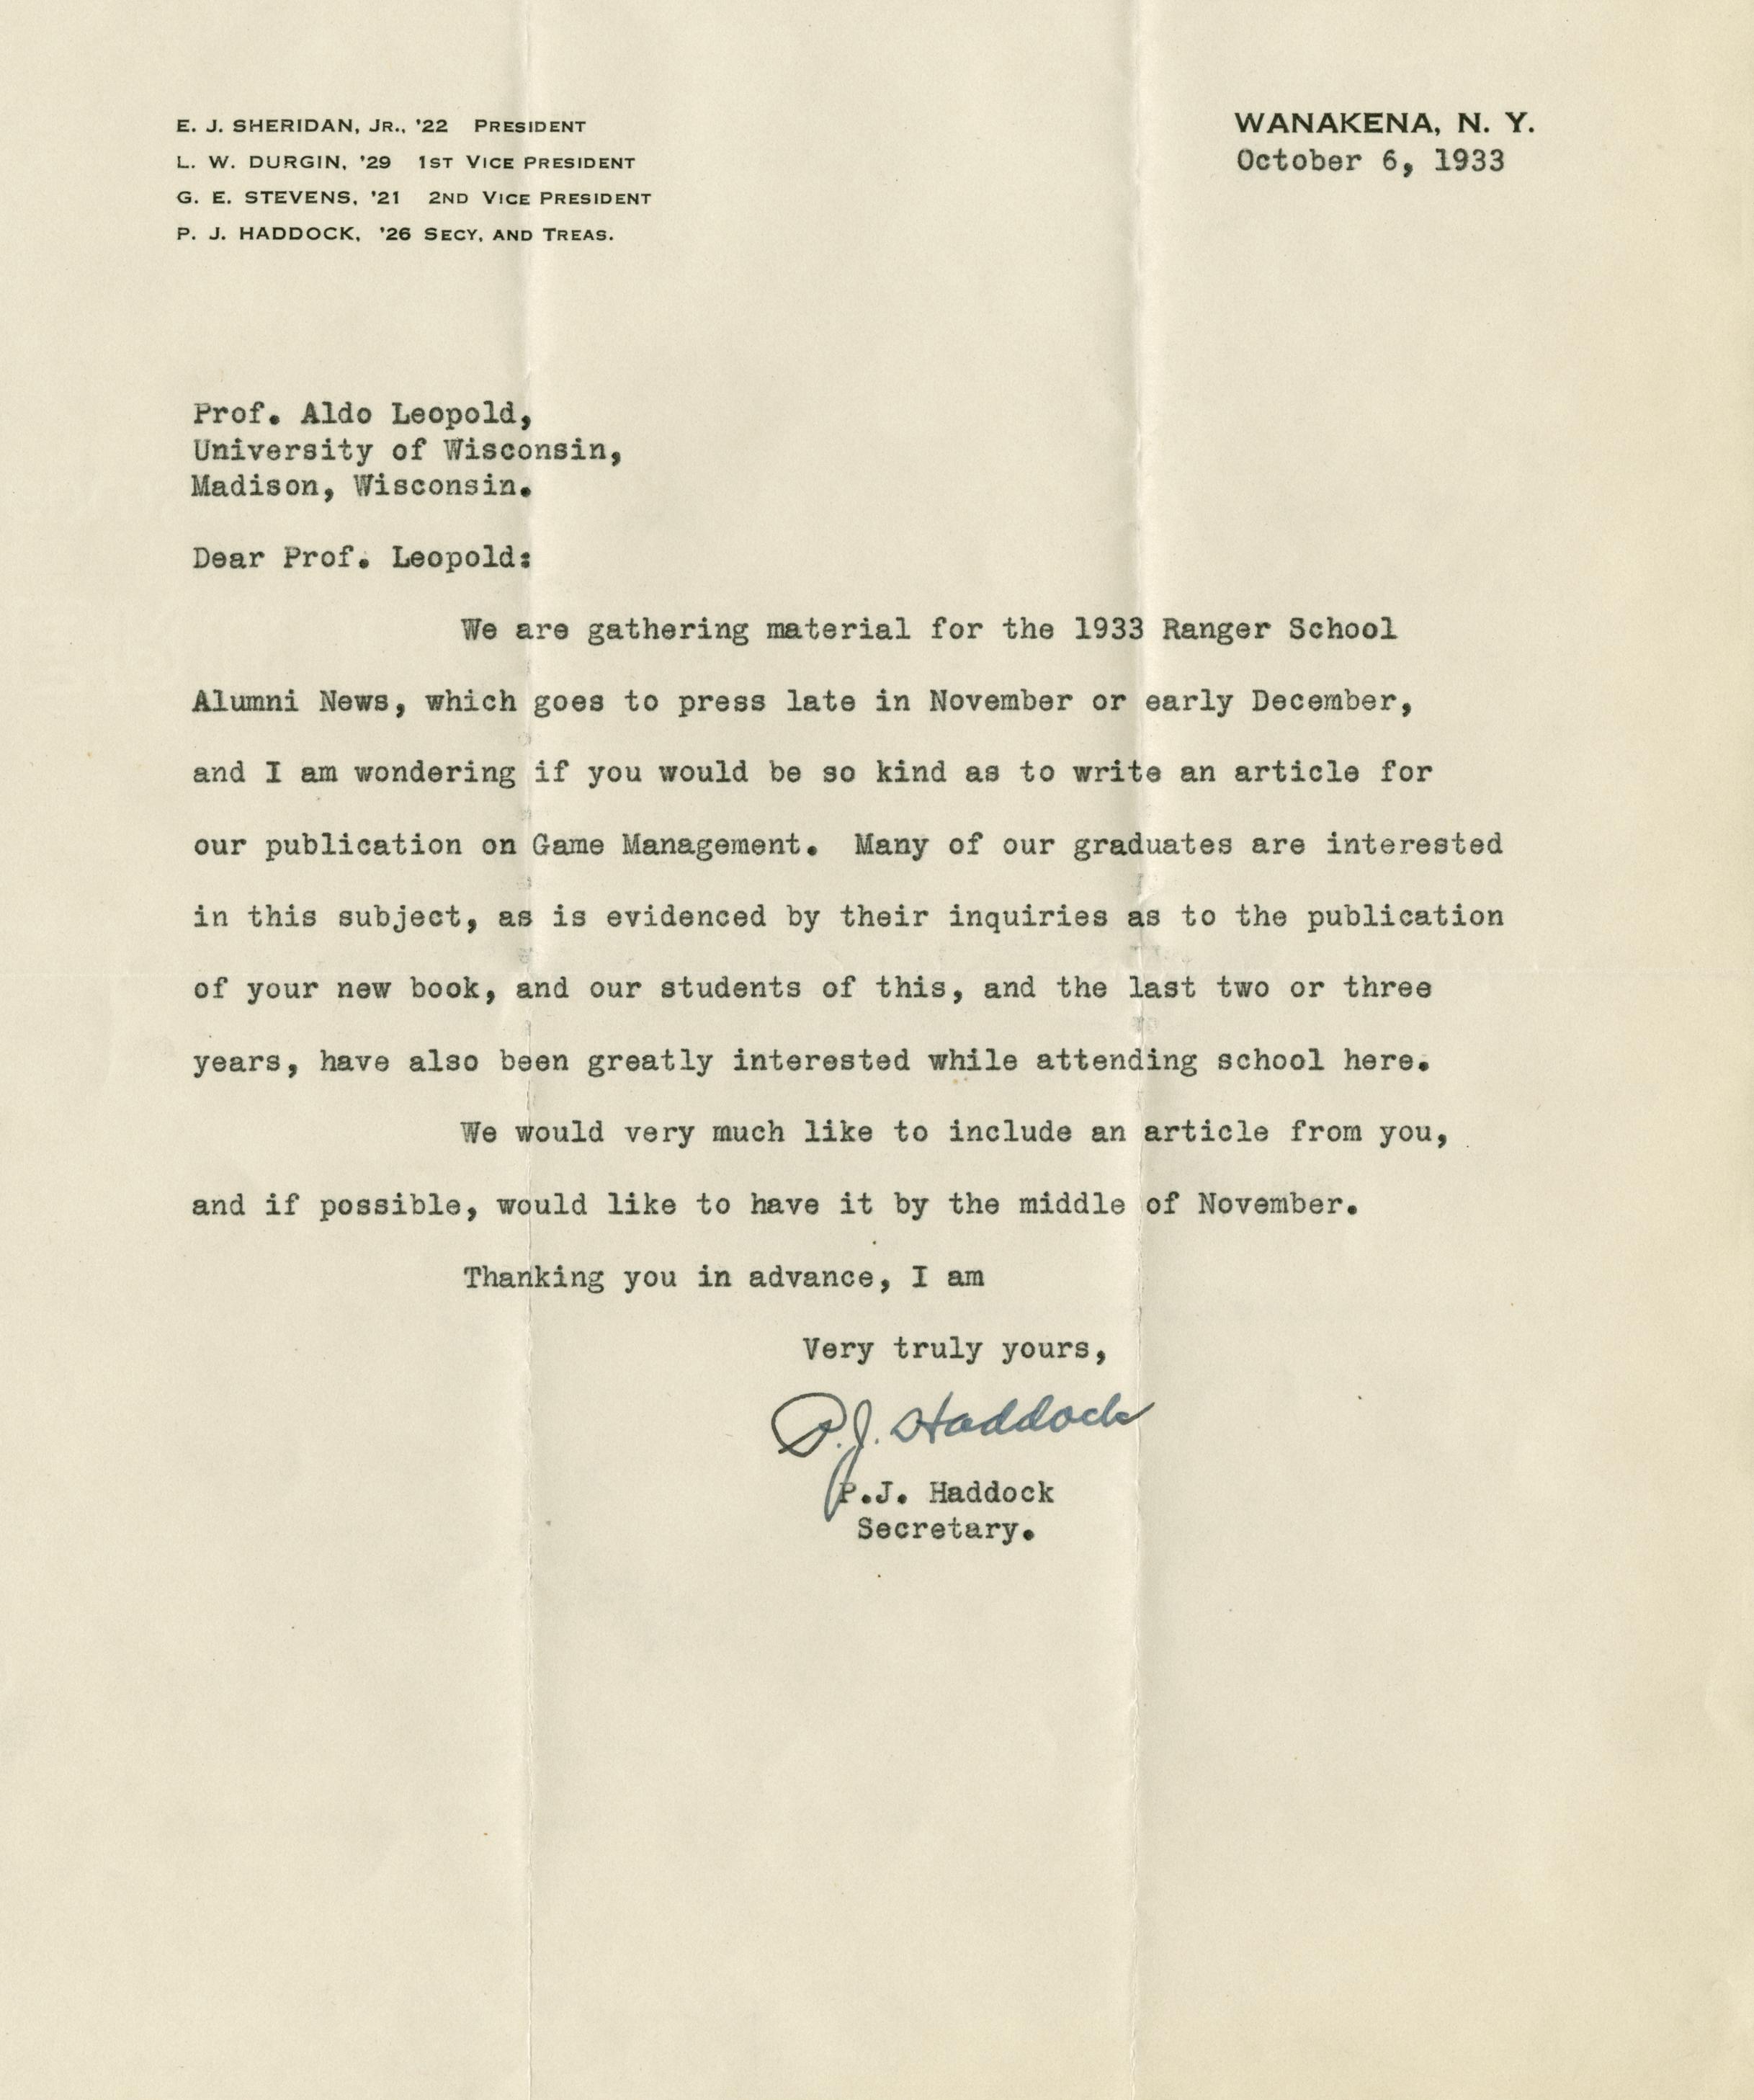 E. J. SHERIDAN, JR., '22 PRESIDENT
L. W. DURGIN, '29 1ST VICE PRESIDENT
G. E. STEVENS, '21 2ND VICE PRESIDENT
P. J. HADDOCK, '26 SECY, AND TREAS.
WANAKENA, N. Y.
October 6, 1933
Prof. Aldo Leopold,
University of Wisconsin,
Madison, Wisconsin.
Dear Prof. Leopold:
We are gathering material for the 1933 Ranger School
Alumni News, which goes to press late in November or early December,
and I am wondering if you would be so kind as to write an article for
our publication on Game Management. Many of our graduates are interested
in this subject, as is evidenced by their inquiries as to the publication
of your new book, and our students of this, and the last two or three
years, have also been greatly interested while attending school here.
We would very much like to include an article from you,
and if possible, would like to have it by the middle of November.
Thanking you in advance, I am
Very truly yours,
P.J. Haddock
P.J. Haddock
Secretary.